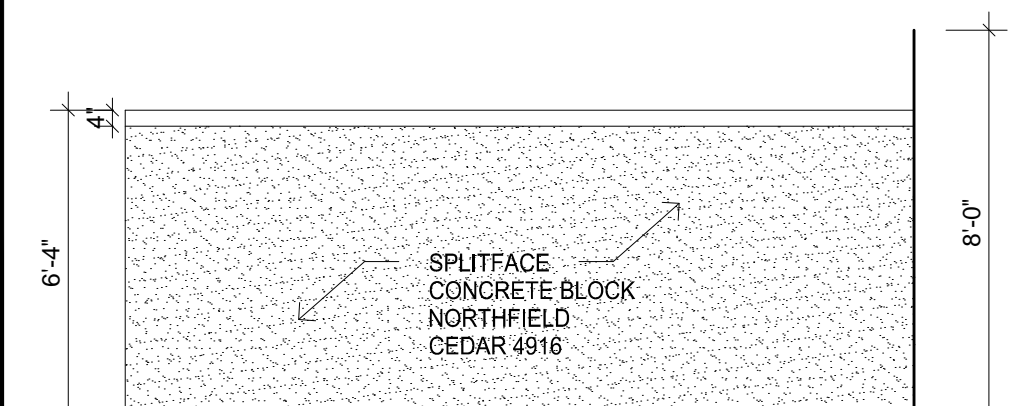 4"
6'-4"
SPLITFACE
CONCRETE BLOCK
NORTHFIELD
CEDAR 4916
8'-0"